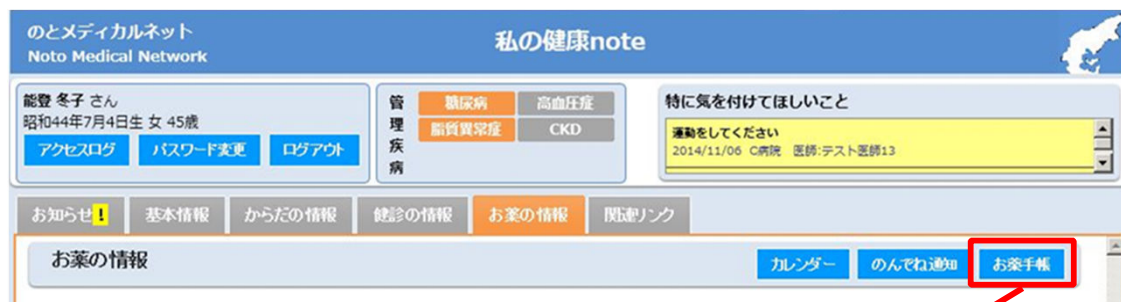 のとメディカルネット
Noto Medical Network
私の健康note
能登 冬子 さん
昭和44年7月4日生 女 45歳
アクセスログ パスワード変更 ログアウト
管理疾病
糖尿病 高血圧症
脂質異常症 CKD
特に気を付けてほしいこと
運動をしてください
2014/11/06 C病院 医師:テスト医師13
お知らせ! 基本情報 からだの情報 健診の情報 お薬の情報 関連リンク
お薬の情報
カレンダー のんでね通知 お薬手帳